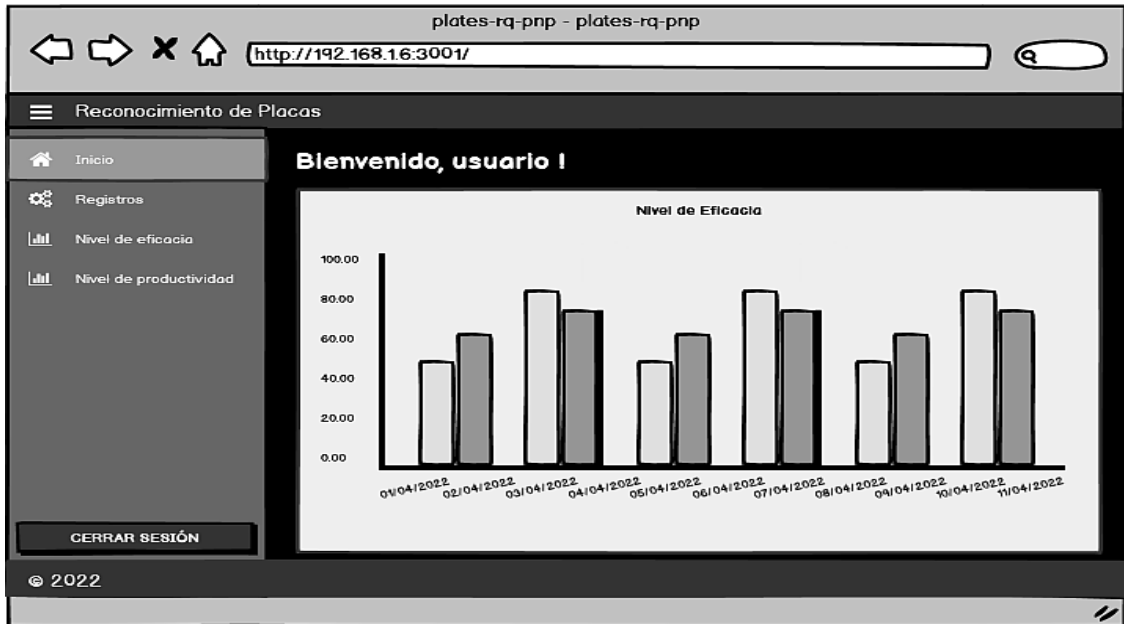 plates-rq-pnp - plates-rq-pnp
http://192.168.1.6:3001/
Reconocimiento de Placas
Inicio
Registros
Nivel de eficacia
Nivel de productividad
CERRAR SESIÓN
Bienvenido, usuario !
Nivel de Eficacia
100.00
80.00
60.00
40.00
20.00
0.00
01/04/2022 02/04/2022 03/04/2022 04/04/2022 05/04/2022 06/04/2022 07/04/2022 08/04/2022 09/04/2022 10/04/2022 11/04/2022
© 2022